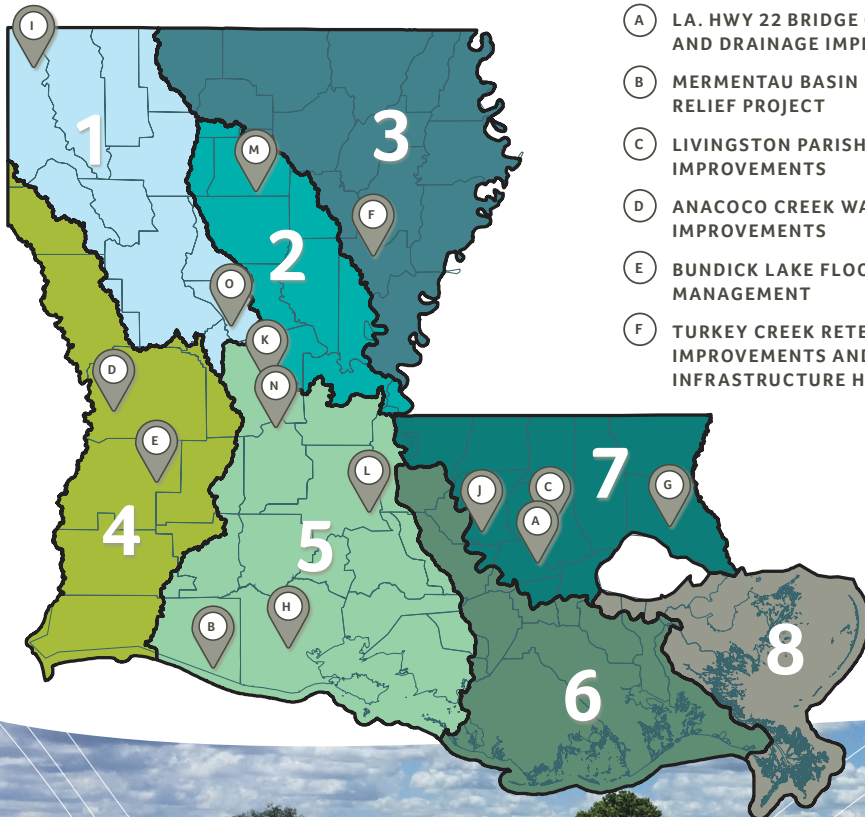 I
1
3
M
F
2
O
K
D
N
E
L
J
C
7
G
A
4
5
B
H
8
6
A LA. HWY 22 BRIDGE
AND DRAINAGE IMP
B MERMENTAU BASIN
RELIEF PROJECT
C LIVINGSTON PARISH
IMPROVEMENTS
D ANACOCO CREEK WA
IMPROVEMENTS
E BUNDICK LAKE FLOO
MANAGEMENT
F TURKEY CREEK RETE
IMPROVEMENTS AND
INFRASTRUCTURE H